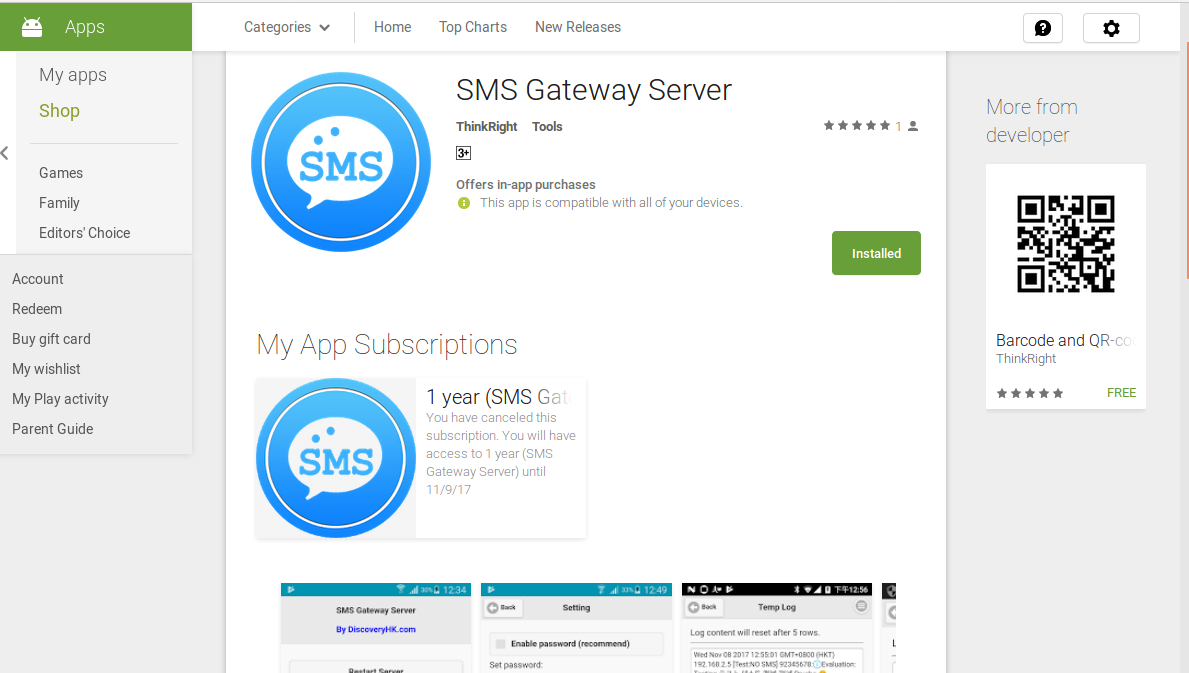 Apps
Categories
Home
Top Charts
New Releases
My apps
Shop
Games
Family
Editors' Choice
Account
Redeem
Buy gift card
My wishlist
My Play activity
Parent Guide
SMS
SMS Gateway Server
ThinkRight Tools
1
3+
Offers in-app purchases
This app is compatible with all of your devices.
Installed
My App Subscriptions
SMS
1 year (SMS Gat
You have canceled this
subscription. You will have
access to 1 year (SMS
Gateway Server) until
11/9/17
30% 12:34
SMS Gateway Server
By DiscoveryHK.com
Restart Server
33% 12:49
Back
Setting
Enable password (recommend)
Set password:
下午12:56
Back
Temp Log
Log content will reset after 5 rows.
Wed Nov 08 2017 12:55:01 GMT+0800 (HKT)
192.168.2.5 [Test:NO SMS] 92345678: Evaluation:
More from
developer
Barcode and QR-co
ThinkRight
FREE